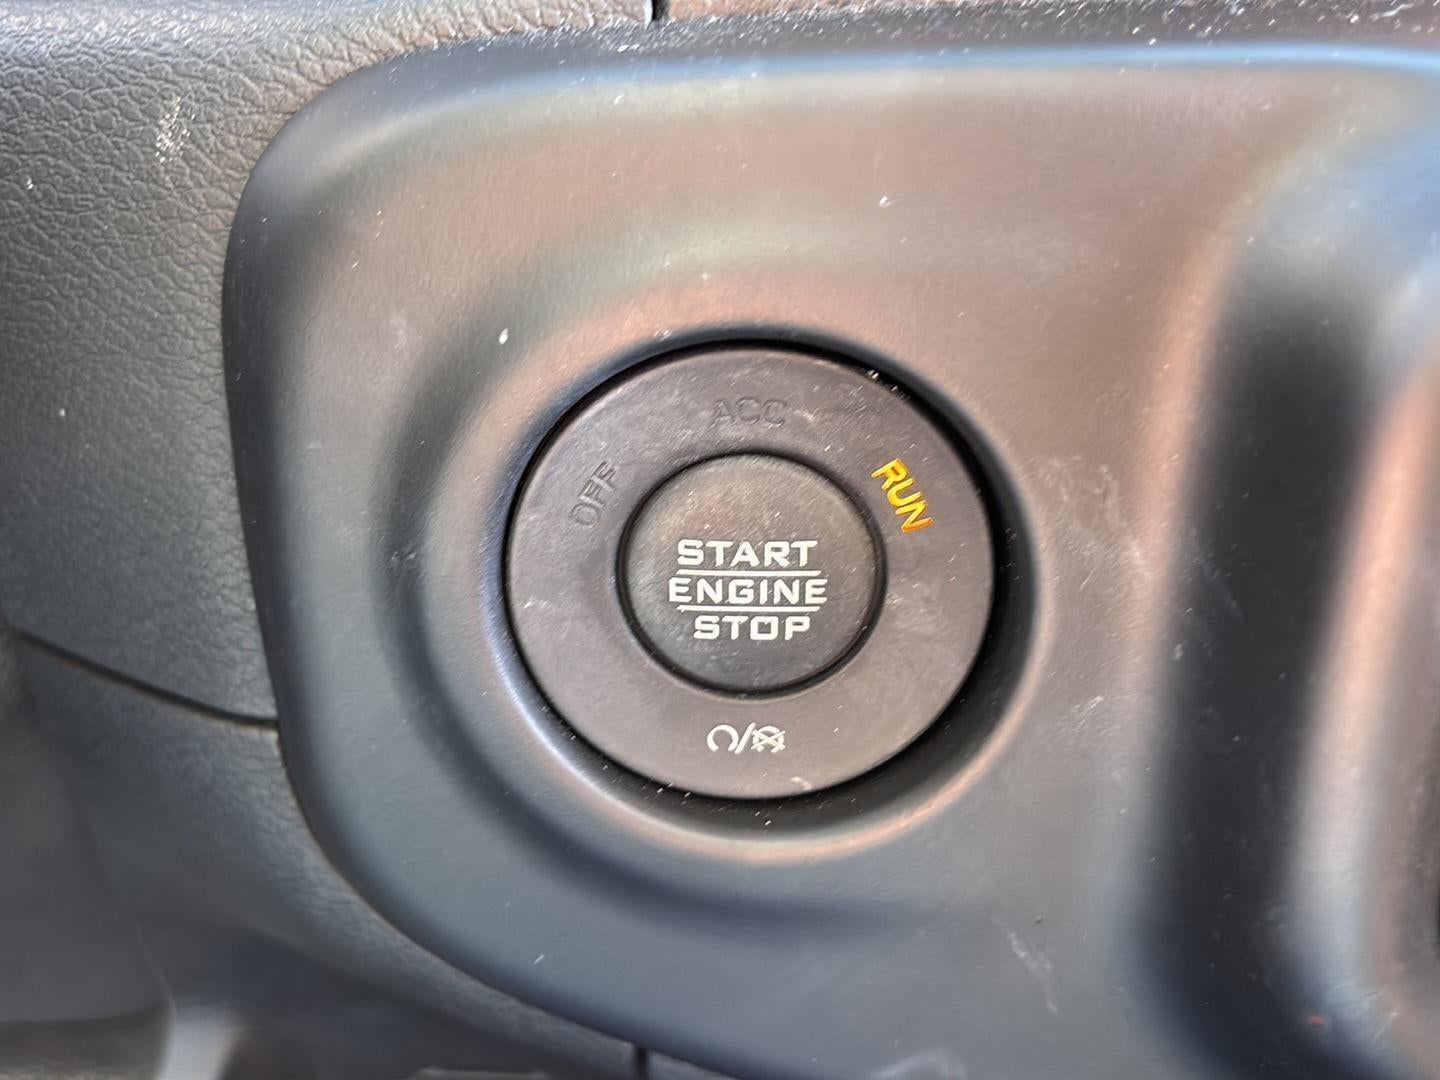 ACC
OFF
RUN
START
ENGINE
STOP